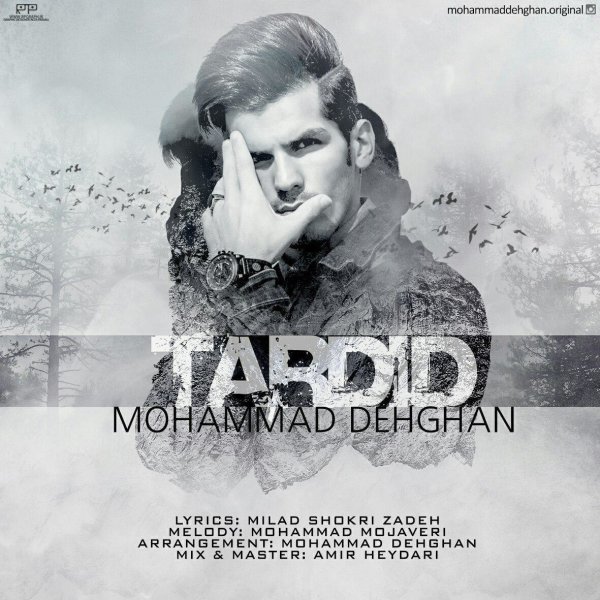 mohammaddehghan.original
TARDID
MOHAMMAD DEHGHAN
LYRICS: MILAD SHOKRI ZADEH
MELODY: MOHAMMAD MOJAVERI
ARRANGEMENT: MOHAMMAD DEHGHAN
MIX & MASTER: AMIR HEYDARI